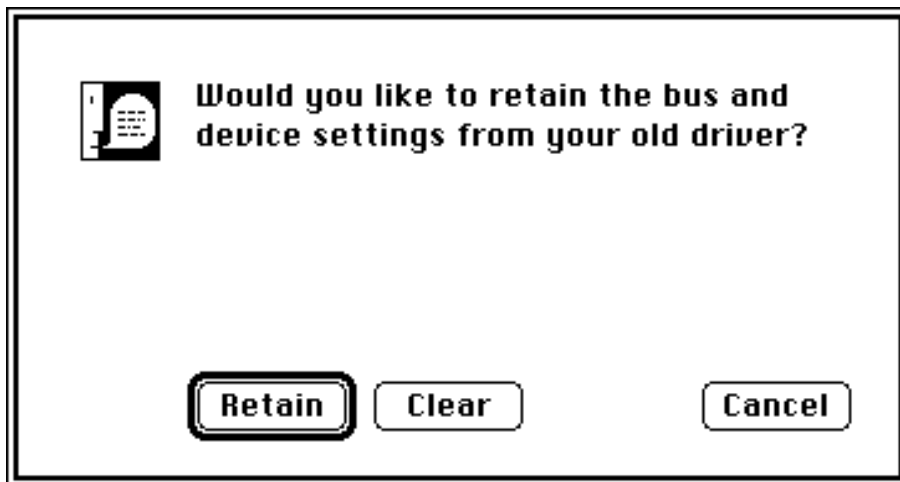 Would you like to retain the bus and
device settings from your old driver?
Retain
Clear
Cancel